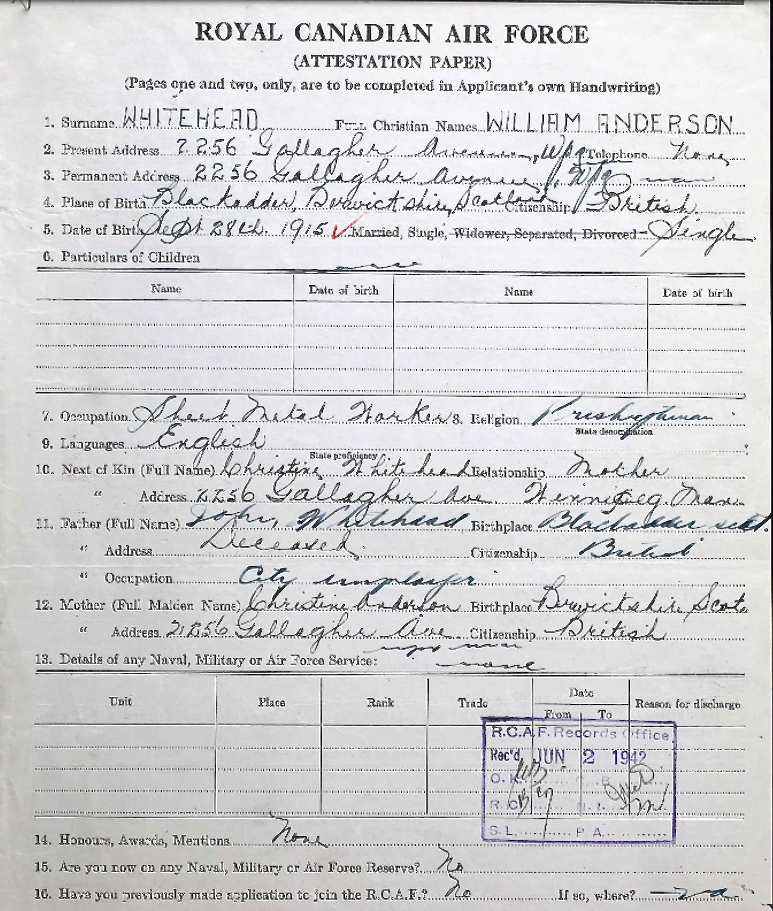 ROYAL CANADIAN AIR FORCE
(ATTESTATION PAPER)
(Pages one and two, only, are to be completed in Applicant's own Handwriting)
1. Surname WHITEHEAD Full Christian Names WILLIAM ANDERSON
2. Present Address 2256 Gallagher Avenue, Wpg Telephone None
3. Permanent Address 2256 Gallagher Avenue, Wpg man
4. Place of Birth Blackadder, Berwickshire, Scotland Citizenship British.
5. Date of Birth Sept. 28th. 1915 ✓ Married, Single, Widower, Separated, Divorced Single
6. Particulars of Children none
Name Date of birth Name Date of birth
7. Occupation Sheet Metal Worker 8. Religion Presbyterian
State denomination
9. Languages English
State proficiency
10. Next of Kin (Full Name) Christine Whitehead Relationship Mother
" Address 2256 Gallagher Ave Winnipeg. Man.
11. Father (Full Name) John, Whitehead Birthplace Blackadder scot.
" Address Deceased. Citizenship British
" Occupation City employee
12. Mother (Full Maiden Name) Christine Anderson Birthplace Berwickshire Scot.
" Address 2256 Gallagher Ave Citizenship British
wpg man
13. Details of any Naval, Military or Air Force Service: none
Unit Place Rank Trade Date Reason for discharge
From To
R.C.A.F. Records Office
Rec'd JUN 2 1942
O.K. B.
R.C.
S.L. P.A.
14. Honours, Awards, Mentions None
15. Are you now on any Naval, Military or Air Force Reserve? No
16. Have you previously made application to join the R.C.A.F.? No If so, where?